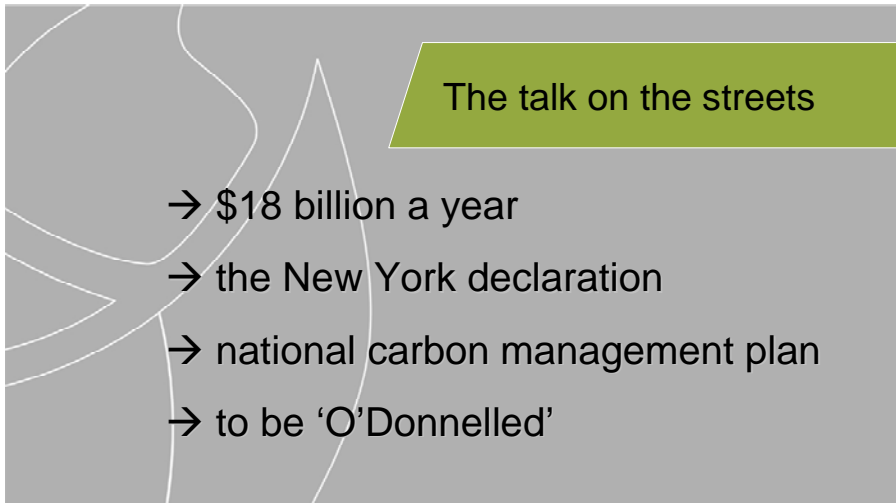 The talk on the streets
→ $18 billion a year
→ the New York declaration
→ national carbon management plan
→ to be ‘O’Donnelled’